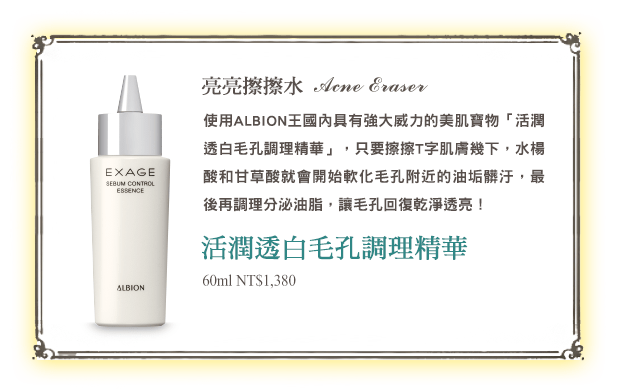 亮亮擦擦水 Acne Eraser
使用ALBION王國內具有強大威力的美肌寶物「活潤
透白毛孔調理精華」，只要擦擦T字肌膚幾下，水楊
酸和甘草酸就會開始軟化毛孔附近的油垢髒汙，最
後再調理分泌油脂，讓毛孔回復乾淨透亮！
活潤透白毛孔調理精華
60ml NT$1,380
EXAGE
SEBUM CONTROL
ESSENCE
ALBION